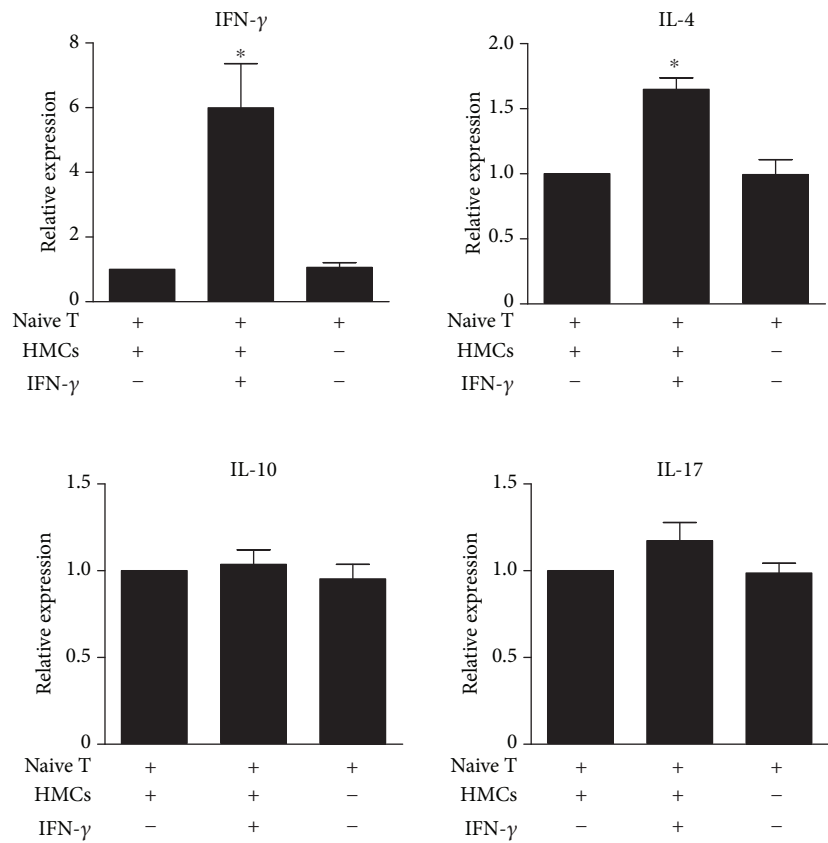 IFN-γ
8
6
4
2
0
Relative expression
Naive T + + +
HMCs + + −
IFN-γ − + −
*
IL-4
2.0
1.5
1.0
0.5
0
Relative expression
Naive T + + +
HMCs + + −
IFN-γ − + −
*
IL-10
1.5
1.0
0.5
0
Relative expression
Naive T + + +
HMCs + + −
IFN-γ − + −
IL-17
1.5
1.0
0.5
0
Relative expression
Naive T + + +
HMCs + + −
IFN-γ − + −